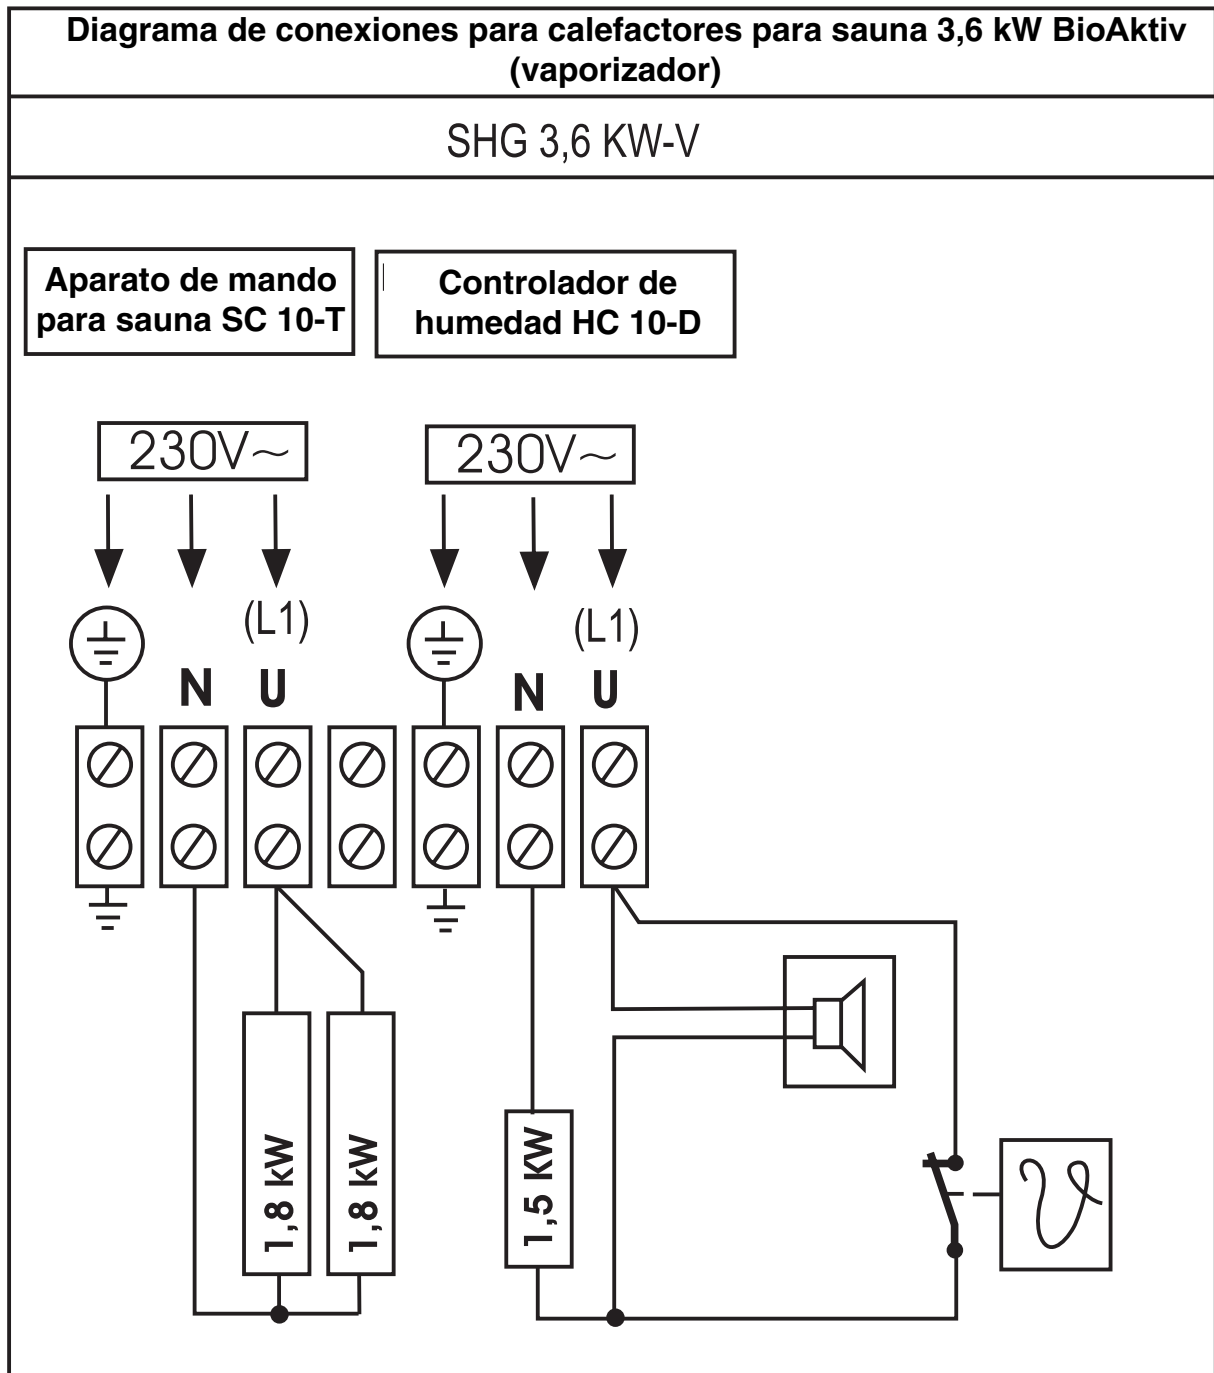 Diagrama de conexiones para calefactores para sauna 3,6 kW BioAktiv
(vaporizador)
SHG 3,6 KW-V
Aparato de mando
para sauna SC 10-T
Controlador de
humedad HC 10-D
230V~
230V~
(L1)
(L1)
N
U
N
U
1,8 kW
1,8 kW
1,5 KW
ϑ